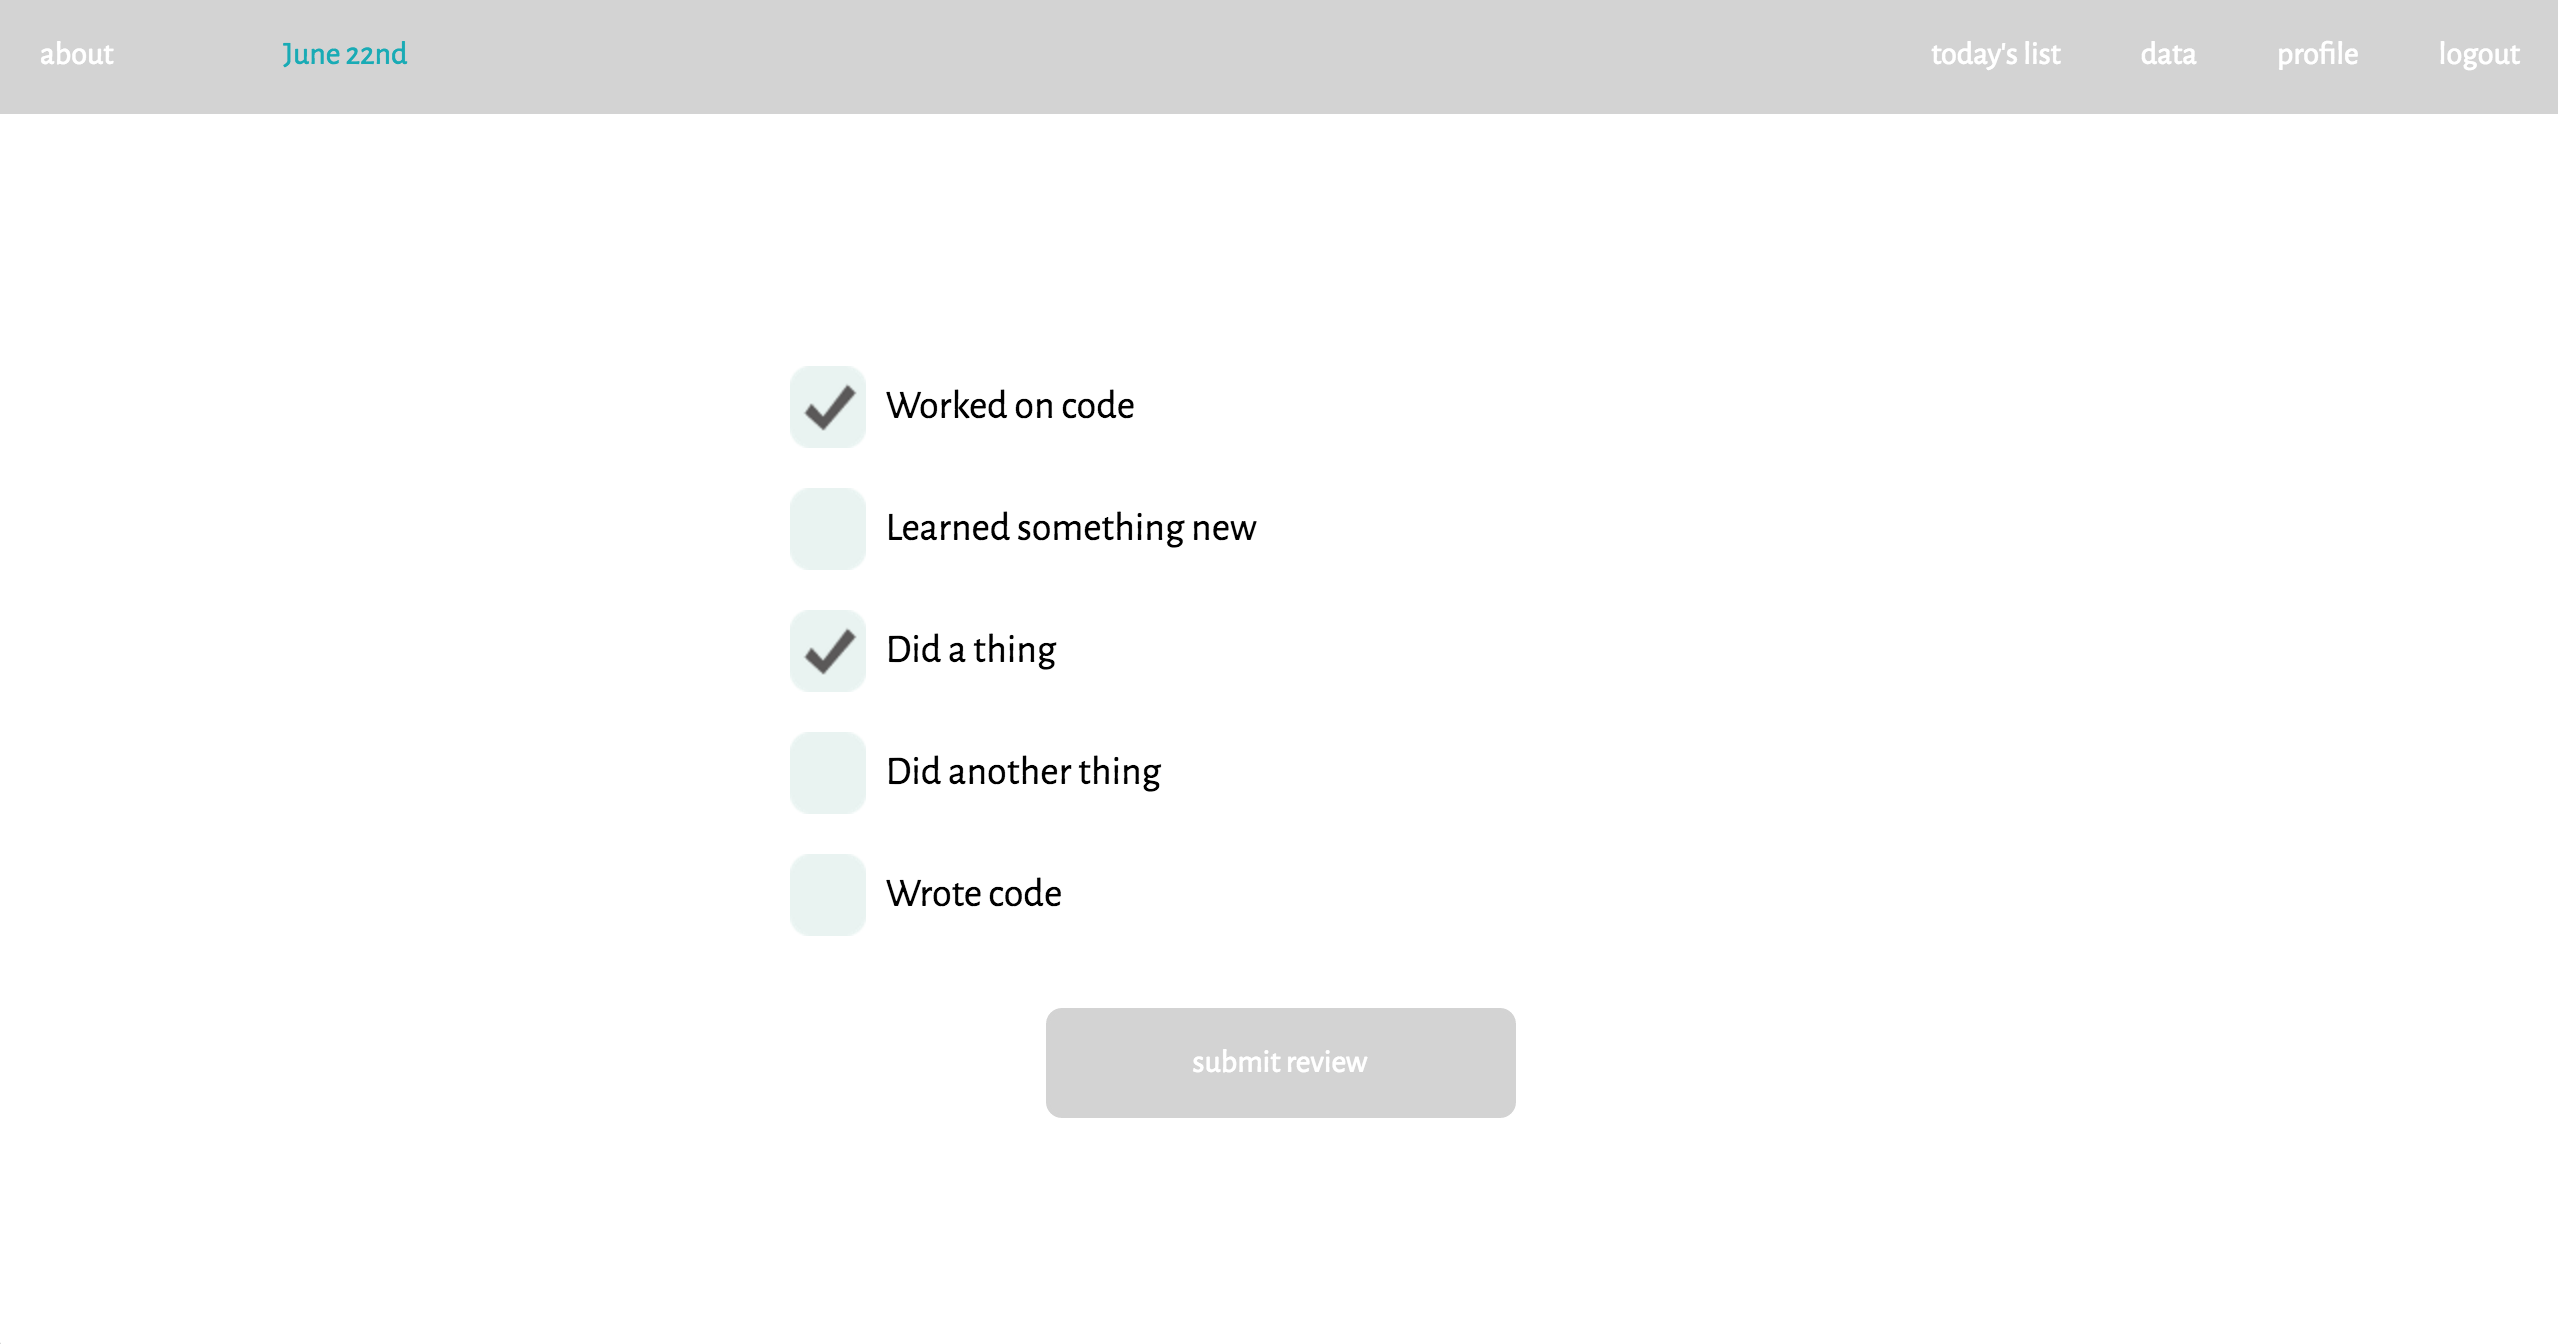 about June 22nd today's list data profile logout
Worked on code
Learned something new
Did a thing
Did another thing
Wrote code
submit review